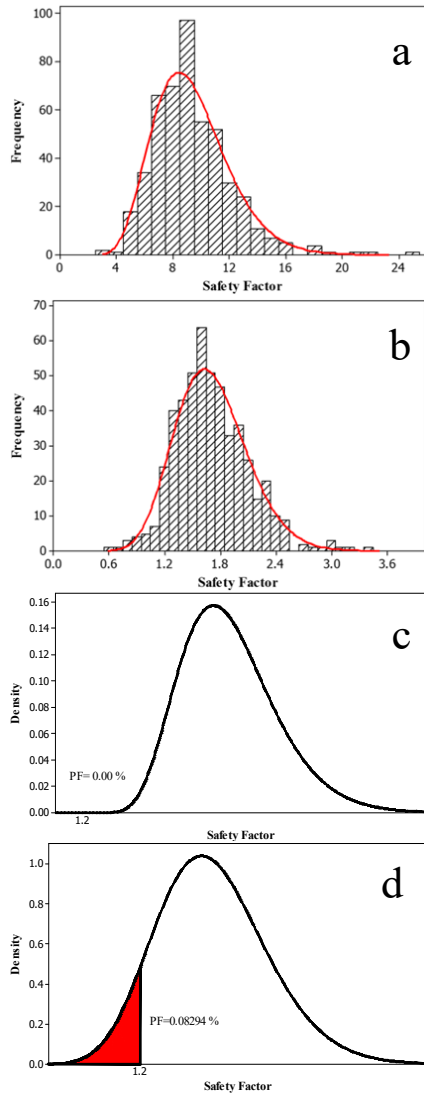 a
100
80
60
40
20
0
Frequency
0 4 8 12 16 20 24
Safety Factor
b
70
60
50
40
30
20
10
0
Frequency
0.0 0.6 1.2 1.8 2.4 3.0 3.6
Safety Factor
c
0.16
0.14
0.12
0.10
0.08
0.06
0.04
0.02
0.00
Density
PF= 0.00 %
1.2
Safety Factor
d
1.0
0.8
0.6
0.4
0.2
0.0
Density
PF=0.08294 %
1.2
Safety Factor